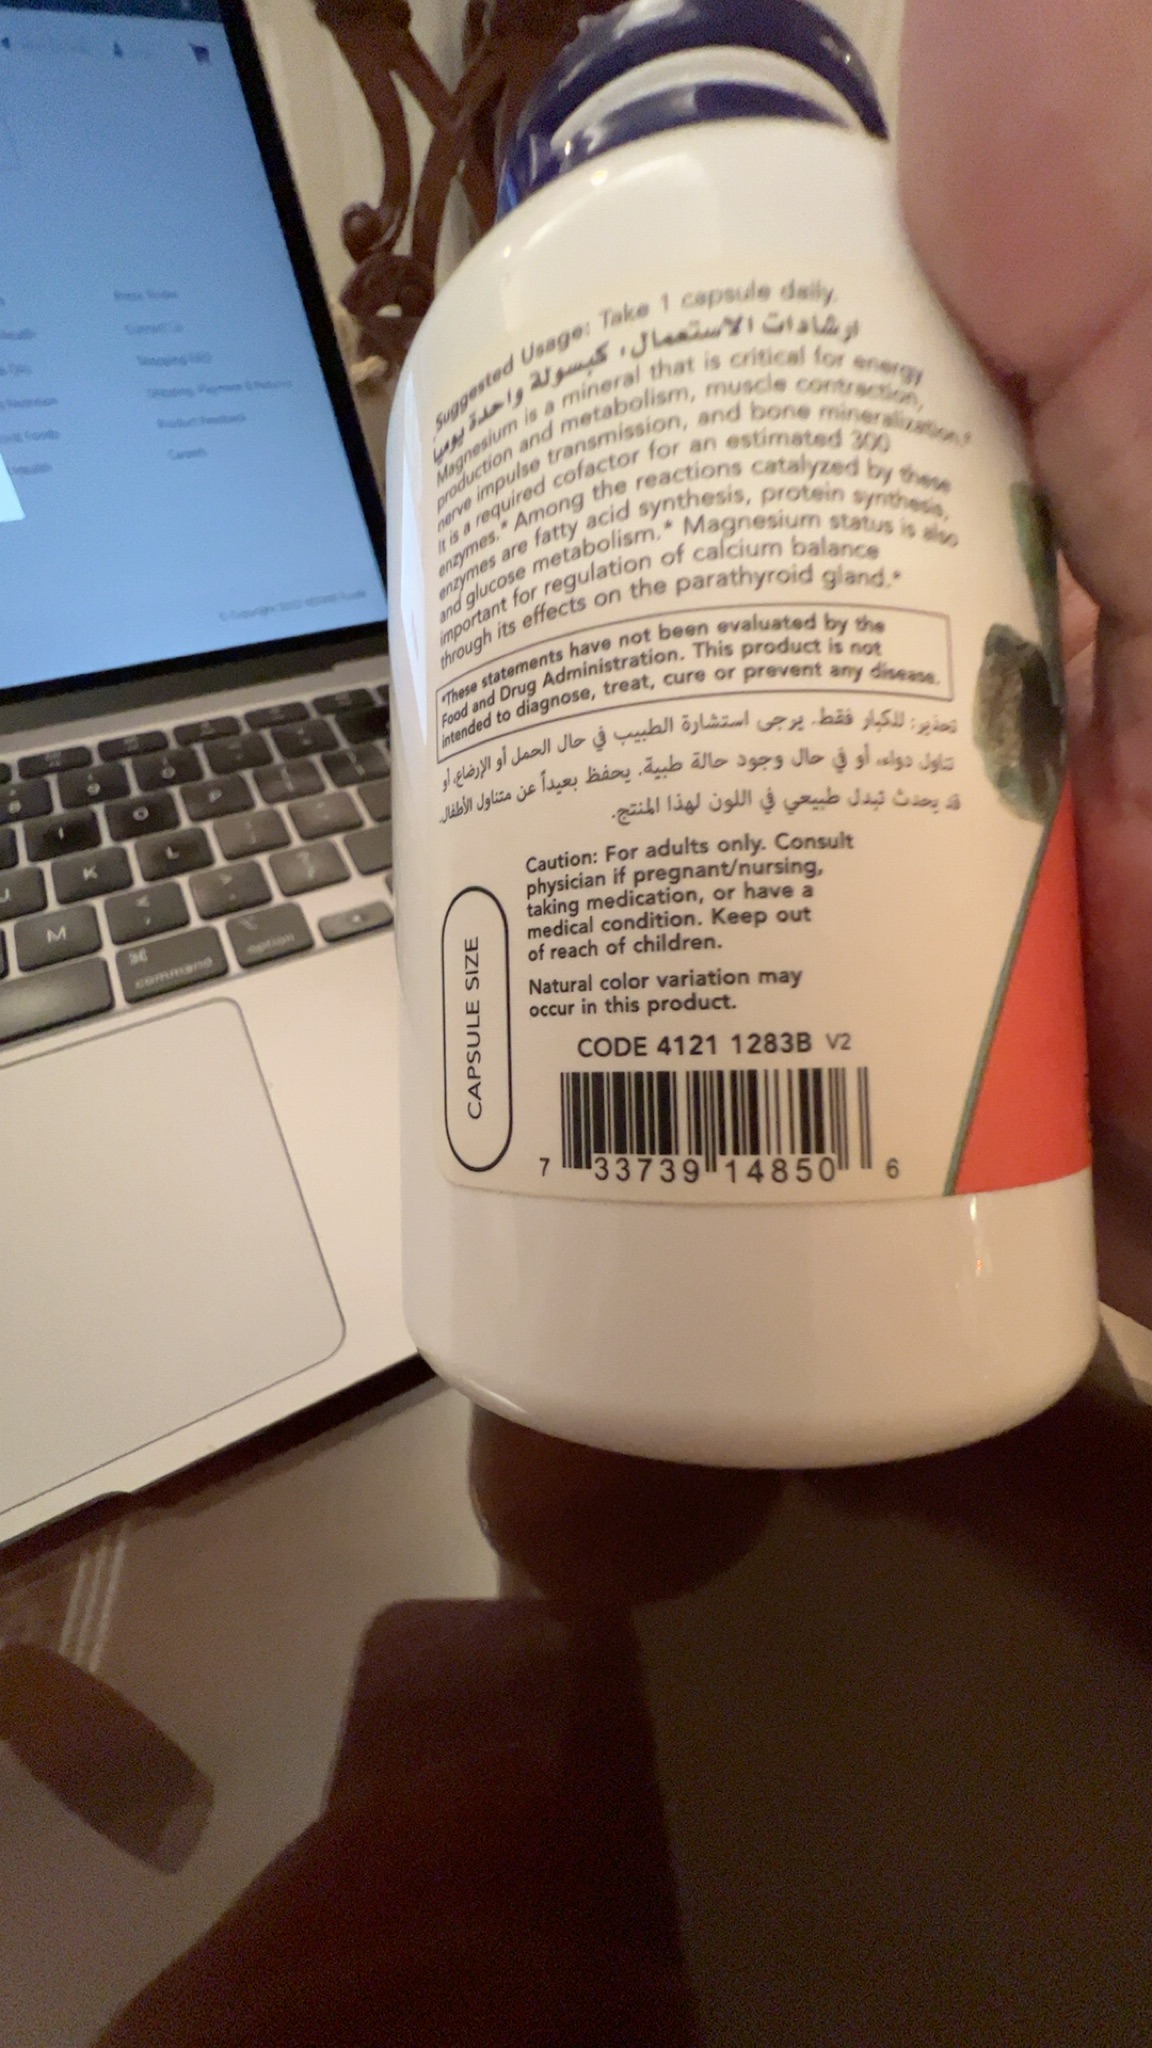 Suggested Usage: Take 1 capsule daily.
إرشادات الاستعمال: كبسولة واحدة يوميا
Magnesium is a mineral that is critical for energy
production and metabolism, muscle contraction,
nerve impulse transmission, and bone mineralization.*
It is a required cofactor for an estimated 300
enzymes.* Among the reactions catalyzed by these
enzymes are fatty acid synthesis, protein synthesis,
and glucose metabolism.* Magnesium status is also
important for regulation of calcium balance
through its effects on the parathyroid gland.*
*These statements have not been evaluated by the
Food and Drug Administration. This product is not
intended to diagnose, treat, cure or prevent any disease.
تحذير: للكبار فقط. يرجى استشارة الطبيب في حال الحمل أو الإرضاع, أو
تناول دواء، أو في حال وجود حالة طبية. يحفظ بعيداً عن متناول الأطفال.
قد يحدث تبدل طبيعي في اللون لهذا المنتج.
Caution: For adults only. Consult
physician if pregnant/nursing,
taking medication, or have a
medical condition. Keep out
of reach of children.
Natural color variation may
occur in this product.
CAPSULE SIZE
CODE 4121 1283B V2
7 33739 14850 6
Product Feedback
Careers
O
I
L
K
M
command
option